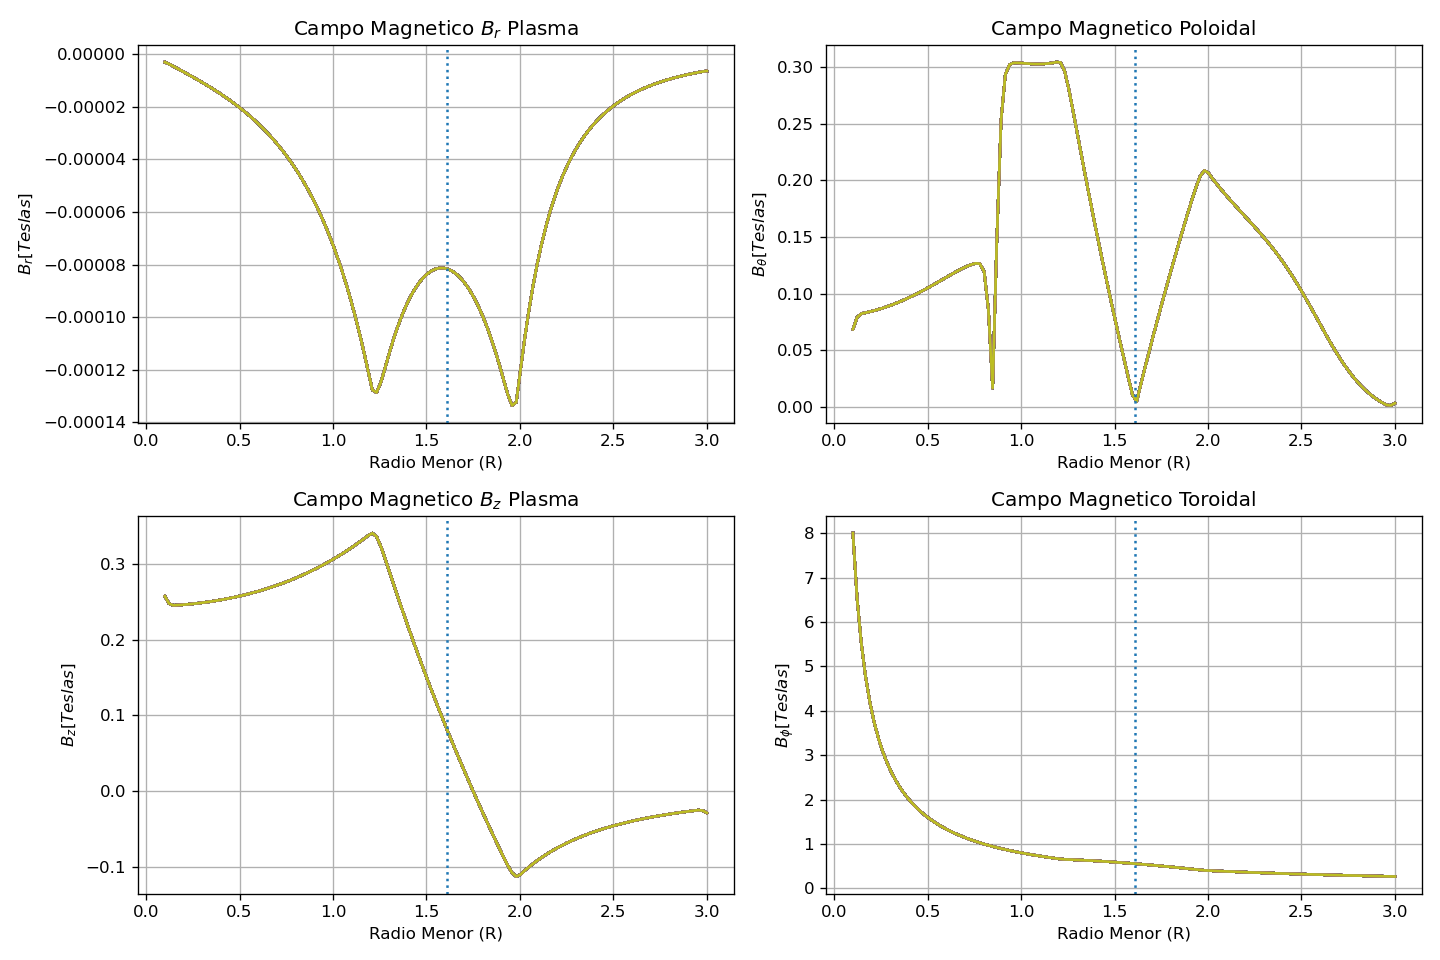 Campo Magnetico $B_r$ Plasma
0.00000
−0.00002
−0.00004
−0.00006
−0.00008
−0.00010
−0.00012
−0.00014
$B_r[Teslas]$
0.0 0.5 1.0 1.5 2.0 2.5 3.0
Radio Menor (R)
Campo Magnetico Poloidal
0.30
0.25
0.20
0.15
0.10
0.05
0.00
$B_θ[Teslas]$
0.0 0.5 1.0 1.5 2.0 2.5 3.0
Radio Menor (R)
Campo Magnetico $B_z$ Plasma
0.3
0.2
0.1
0.0
−0.1
$B_z[Teslas]$
0.0 0.5 1.0 1.5 2.0 2.5 3.0
Radio Menor (R)
Campo Magnetico Toroidal
8
7
6
5
4
3
2
1
0
$B_ϕ[Teslas]$
0.0 0.5 1.0 1.5 2.0 2.5 3.0
Radio Menor (R)